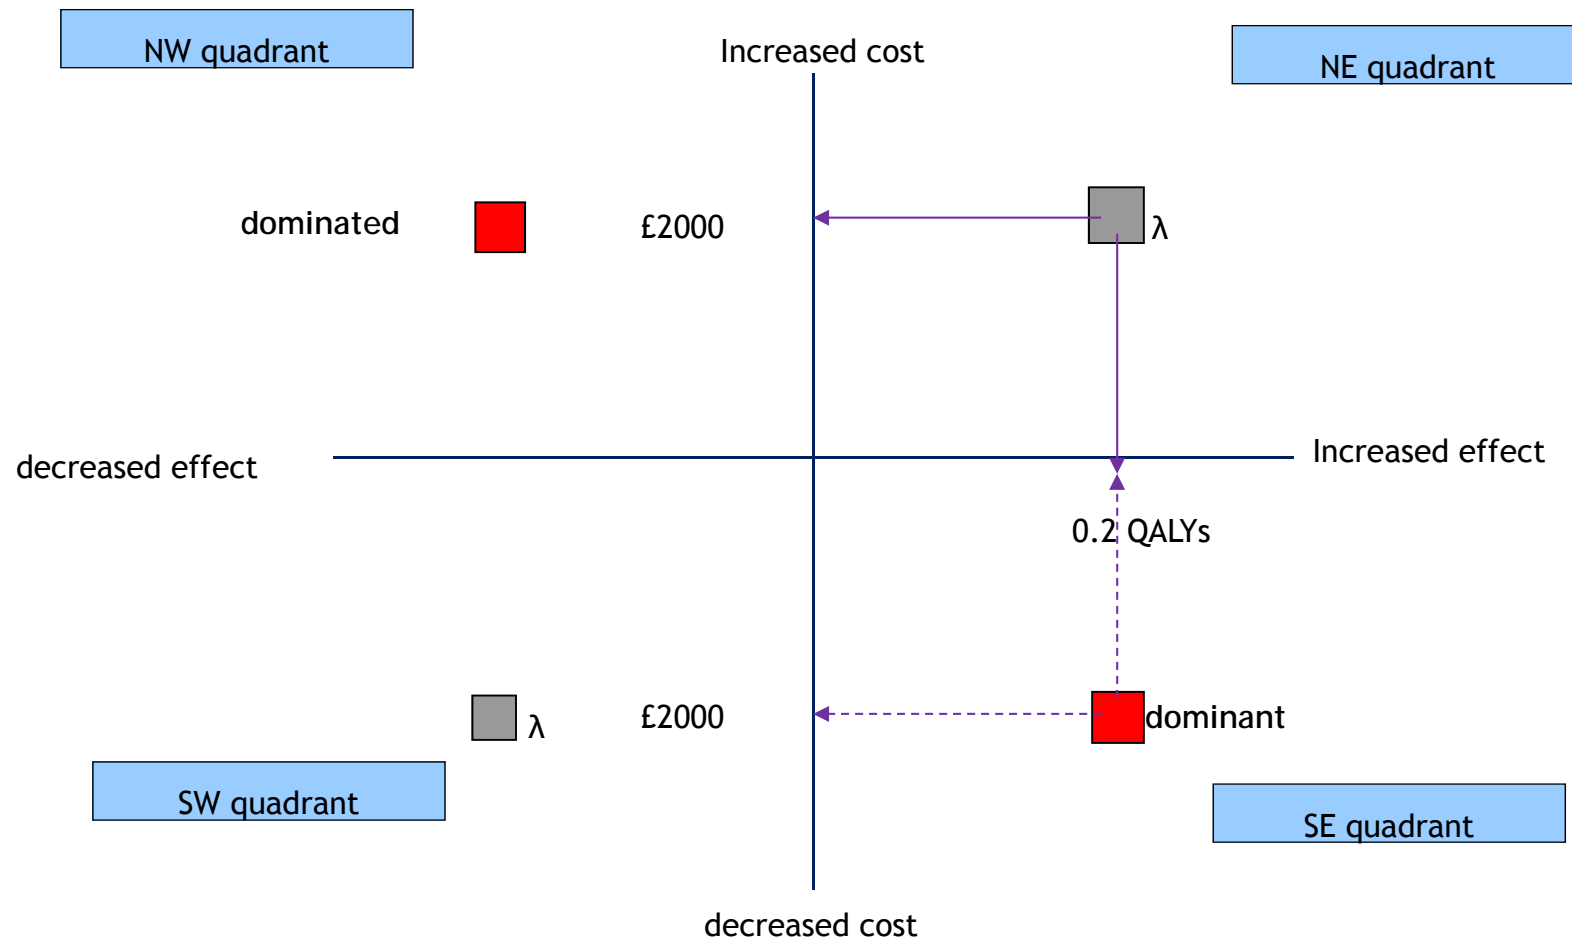 NW quadrant
Increased cost
NE quadrant
dominated
£2000
λ
decreased effect
Increased effect
0.2 QALYs
λ
£2000
dominant
SW quadrant
SE quadrant
decreased cost